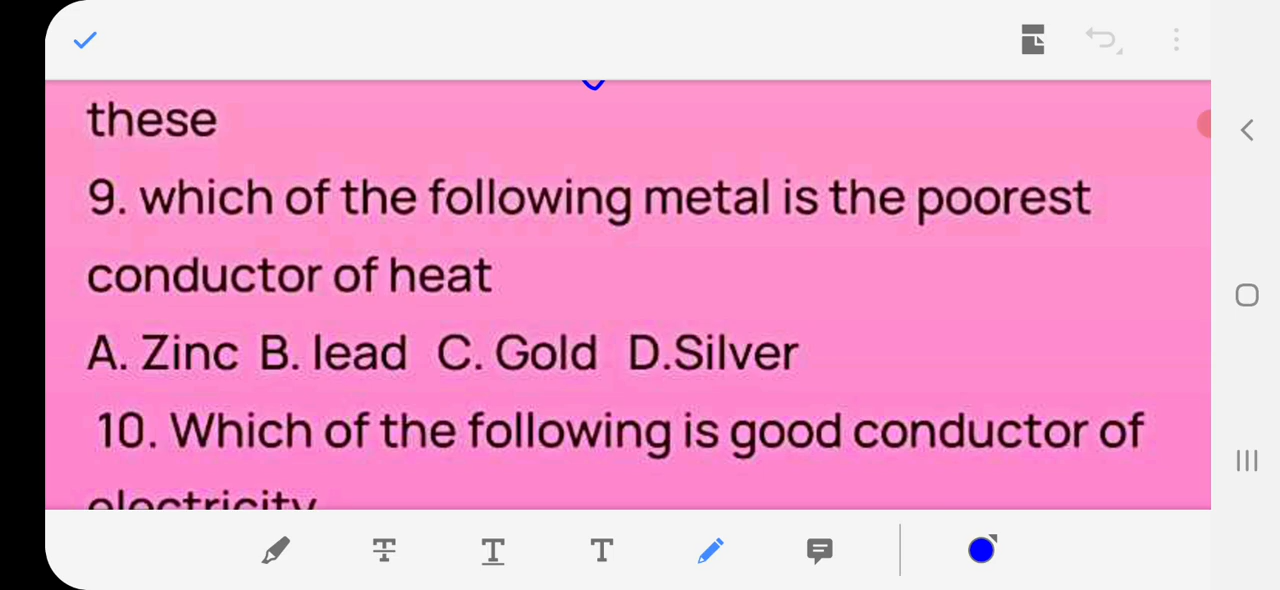 these
9. which of the following metal is the poorest
conductor of heat
A. Zinc B. lead C. Gold D.Silver
10. Which of the following is good conductor of
electricity